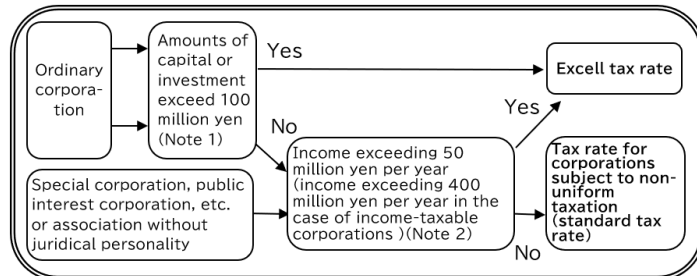 Ordinary
corpora-
tion
Amounts of
capital or
investment
exceed 100
million yen
(Note 1)
Yes
Excell tax rate
No
Yes
Special corporation, public
interest corporation, etc.
or association without
juridical personality
Income exceeding 50
million yen per year
(income exceeding 400
million yen per year in the
case of income-taxable
corporations )(Note 2)
No
Tax rate for
corporations
subject to non-
uniform
taxation
(standard tax
rate)